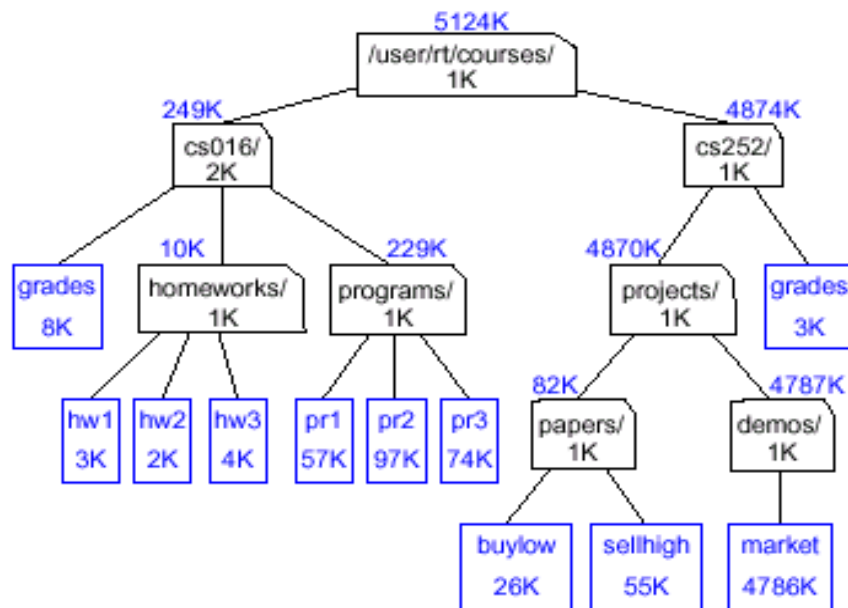 5124K
/user/rt/courses/
1K
249K
4874K
cs016/
2K
cs252/
1K
10K
229K
4870K
grades
8K
homeworks/
1K
programs/
1K
projects/
1K
grades
3K
82K
4787K
hw1
3K
hw2
2K
hw3
4K
pr1
57K
pr2
97K
pr3
74K
papers/
1K
demos/
1K
buylow
26K
sellhigh
55K
market
4786K